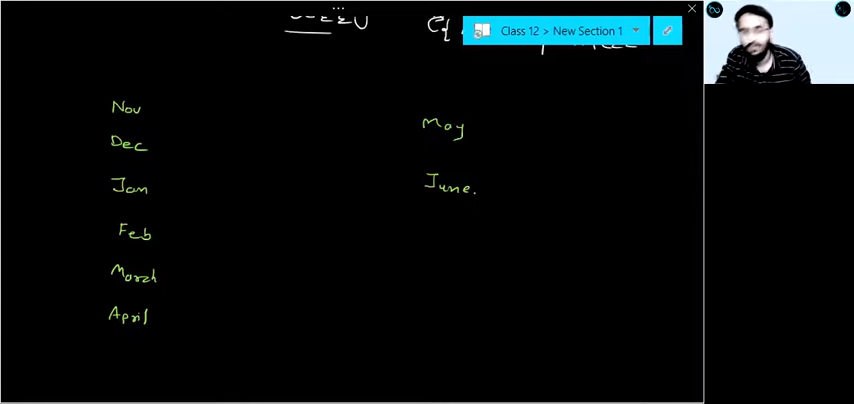 Class 12 > New Section 1
Nov
Dec
Jan
Feb
March
April
May
June.